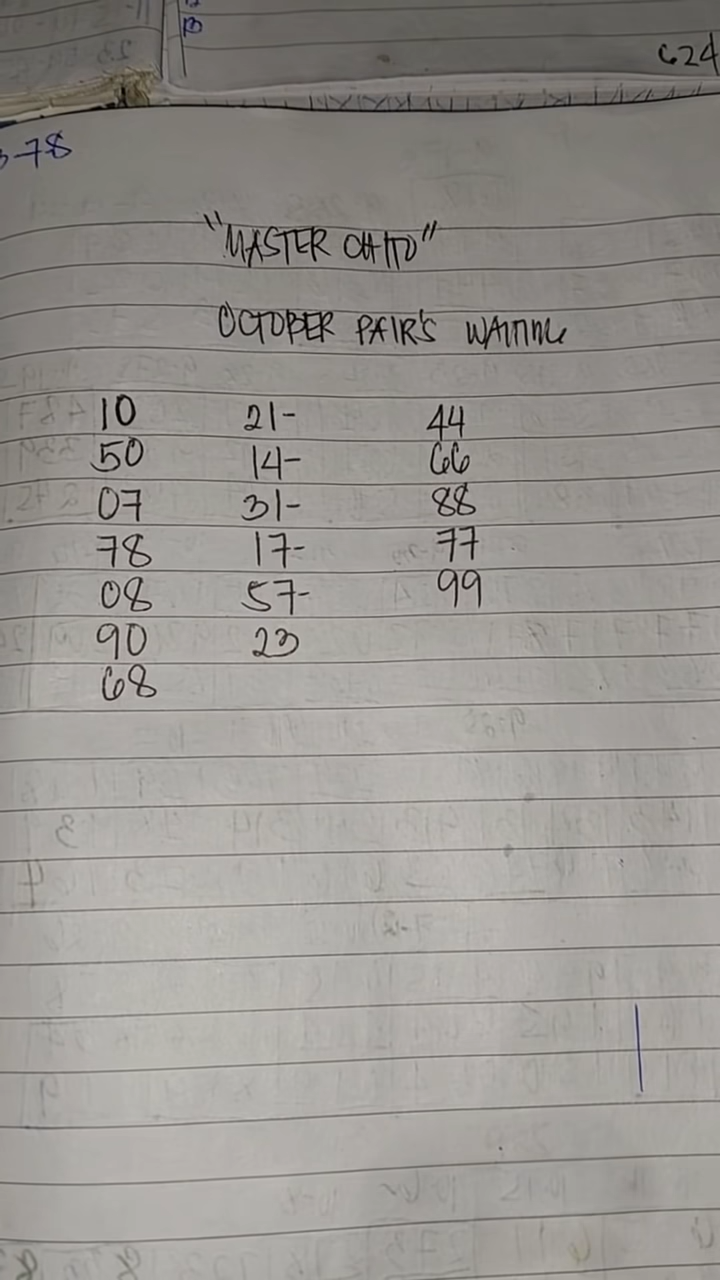 624
-78
"MASTER CHITO"
OCTOBER PAIR'S WAITING
10 21- 44
50 14- 66
07 31- 88
78 17- 77
08 57- 99
90 23
68